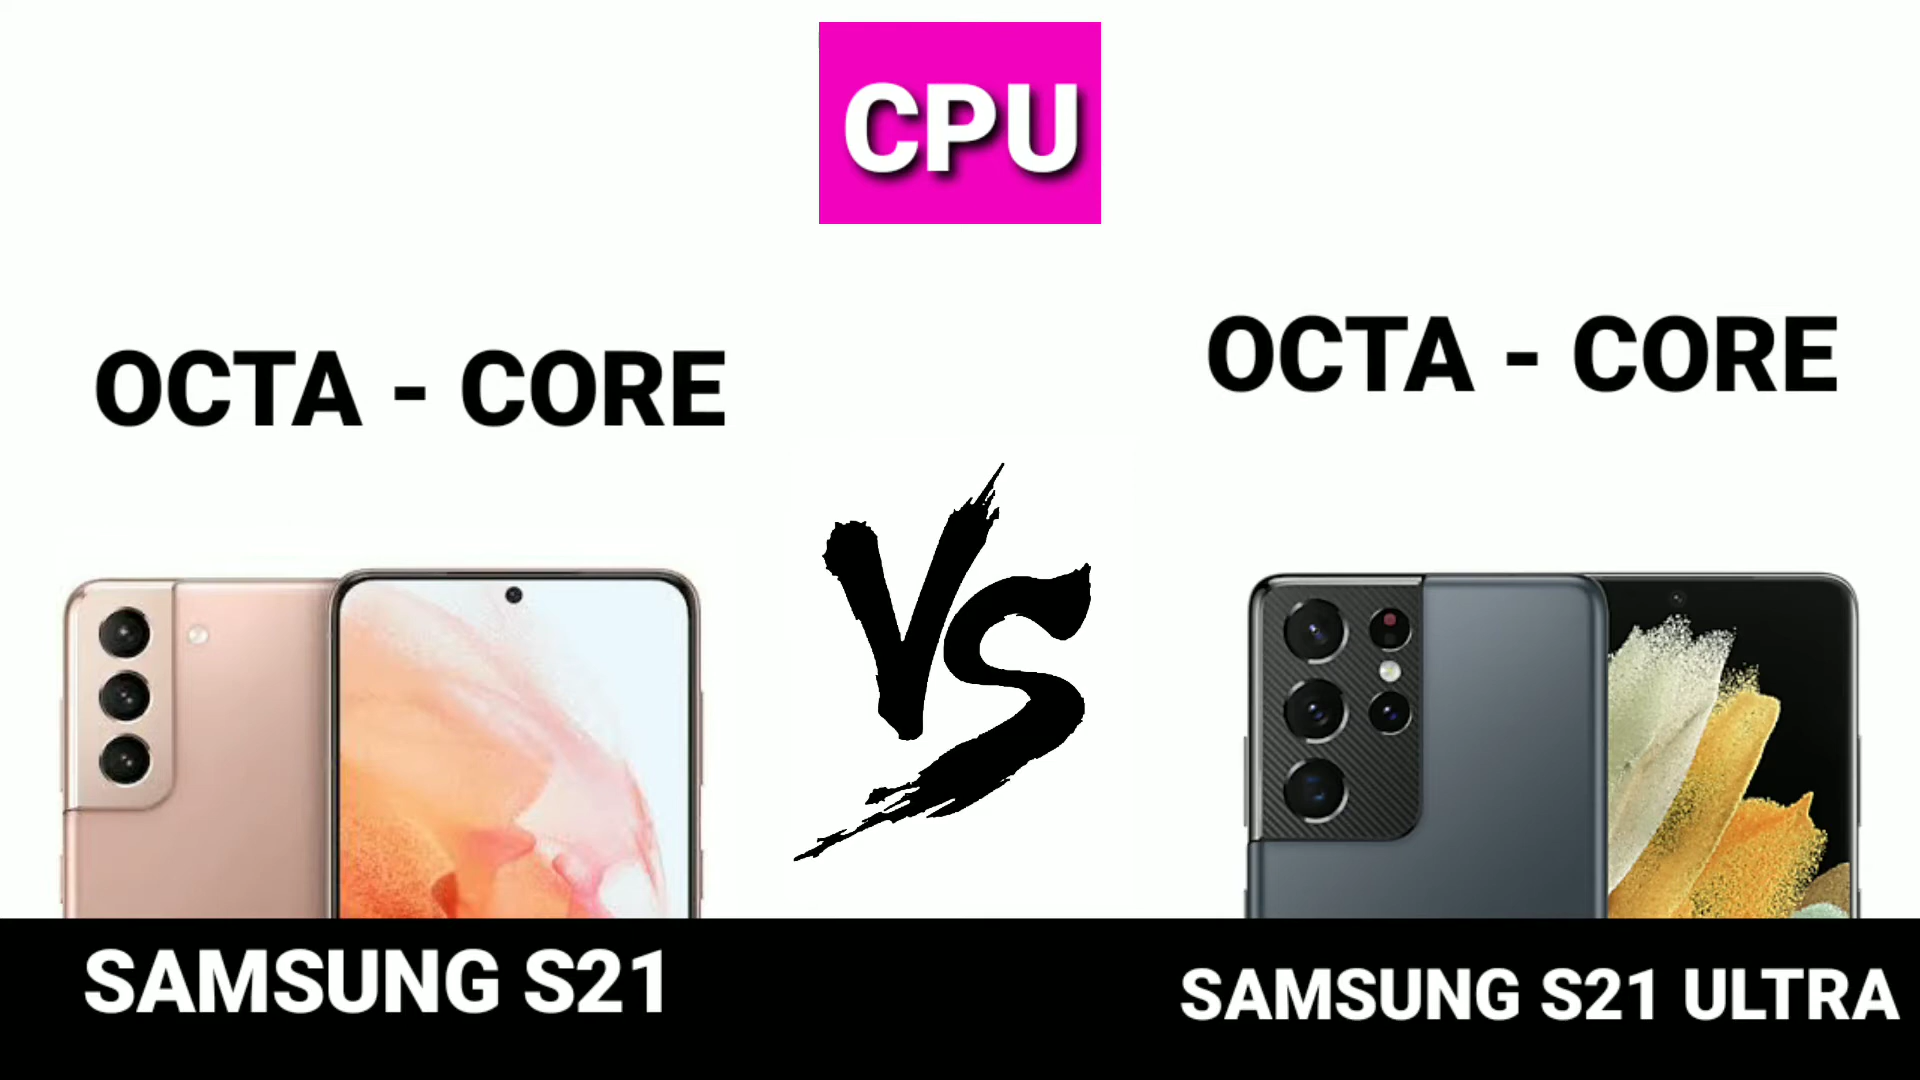 CPU
OCTA - CORE
OCTA - CORE
VS
SAMSUNG S21
SAMSUNG S21 ULTRA